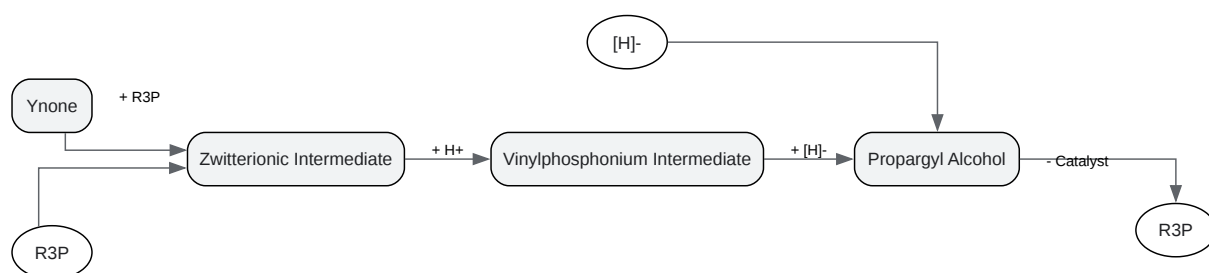 [H]-
Ynone
+ R3P
Zwitterionic Intermediate
+ H+
Vinylphosphonium Intermediate
+ [H]-
Propargyl Alcohol
- Catalyst
R3P
R3P